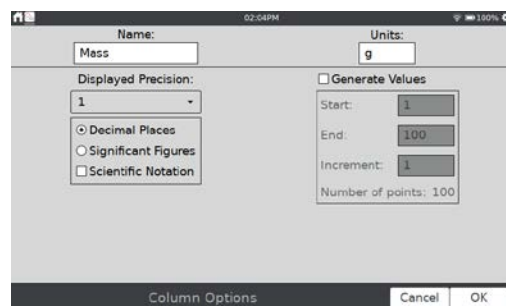 02:04PM 100%
Name: Units:
Mass g
Displayed Precision: Generate Values
1 Start: 1
Decimal Places End: 100
Significant Figures Increment: 1
Scientific Notation Number of points: 100
Column Options Cancel OK